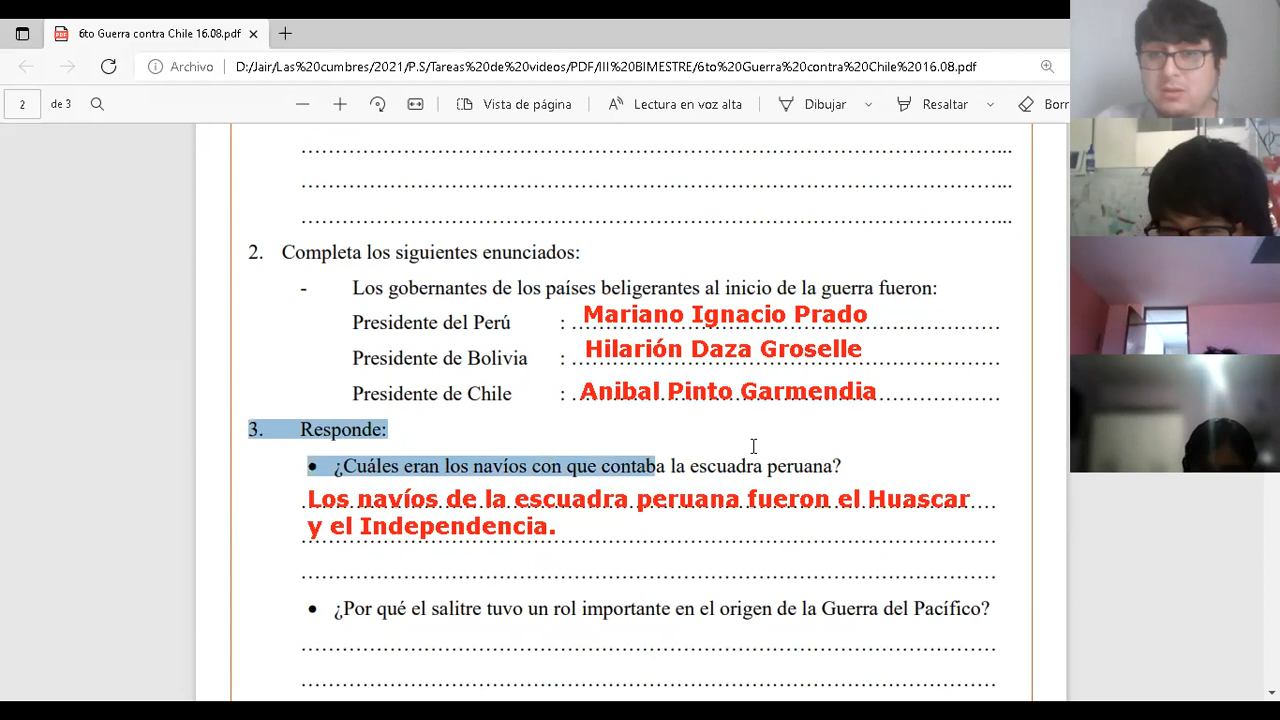 6to Guerra contra Chile 16.08.pdf
Archivo D:/Jair/Las%20cumbres/2021/P.S/Tareas%20de%20videos/PDF/III%20BIMESTRE/6to%20Guerra%20contra%20Chile%2016.08.pdf
2 de 3 Vista de página Lectura en voz alta Dibujar Resaltar Borr
2. Completa los siguientes enunciados:
- Los gobernantes de los países beligerantes al inicio de la guerra fueron:
Presidente del Perú : Mariano Ignacio Prado
Presidente de Bolivia : Hilarión Daza Groselle
Presidente de Chile : Anibal Pinto Garmendia
3. Responde:
• ¿Cuáles eran los navíos con que contaba la escuadra peruana?
Los navíos de la escuadra peruana fueron el Huascar
y el Independencia.
• ¿Por qué el salitre tuvo un rol importante en el origen de la Guerra del Pacífico?